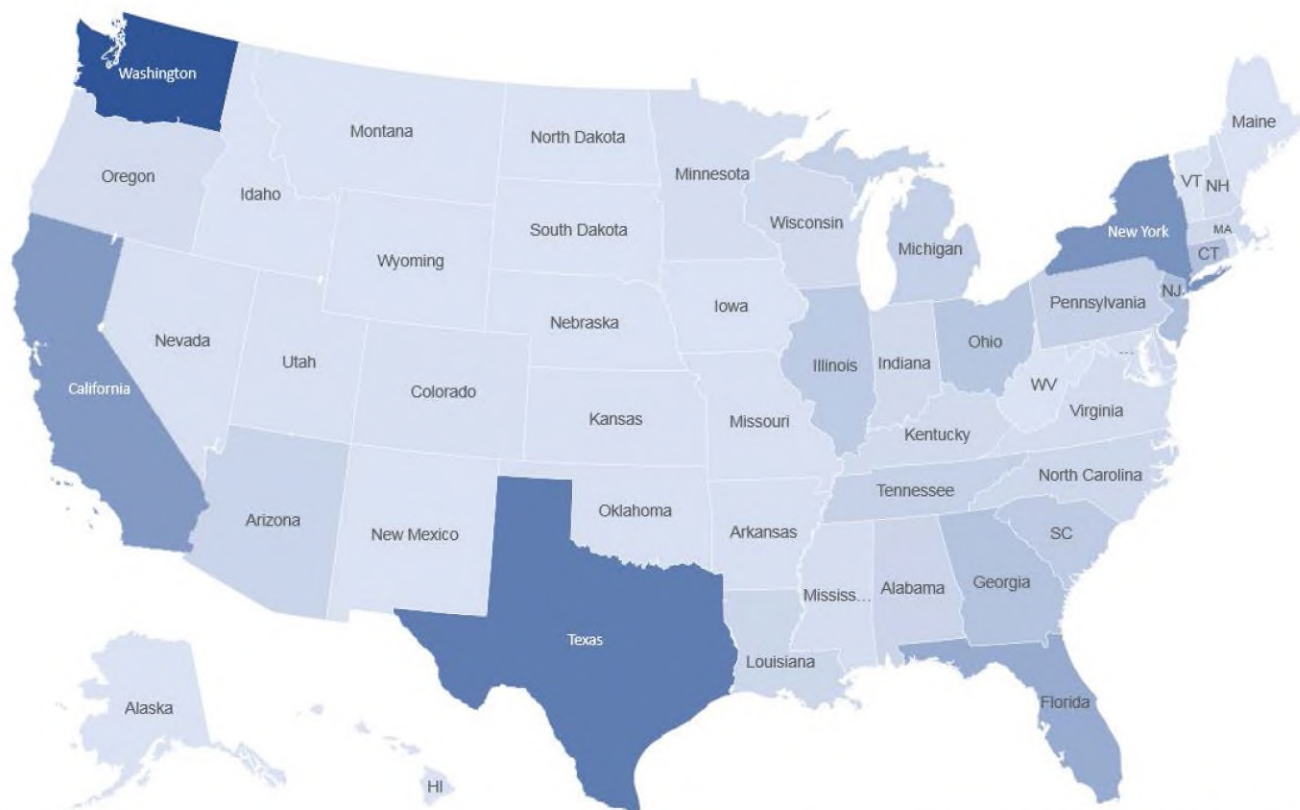 Washington
Montana
North Dakota
Minnesota
Maine
Oregon
Idaho
VT
NH
Wisconsin
South Dakota
Michigan
New York
MA
Wyoming
CT
Iowa
Pennsylvania
NJ
Nebraska
Nevada
Utah
Illinois
Indiana
Ohio
...
California
Colorado
WV
Kansas
Missouri
Virginia
Kentucky
North Carolina
Tennessee
Arizona
New Mexico
Oklahoma
Arkansas
SC
Mississ...
Alabama
Georgia
Texas
Louisiana
Florida
Alaska
HI